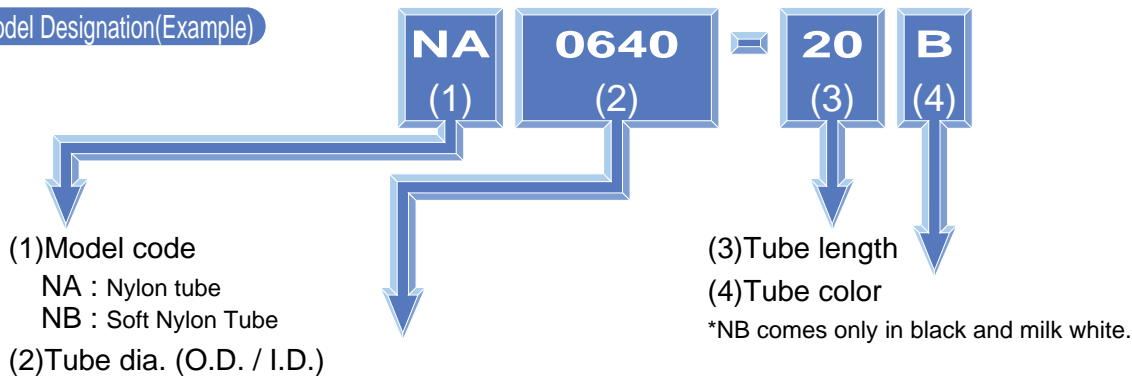 Designation(Example)
NA 0640 - 20 B
(1) (2) (3) (4)
(1)Model code
NA : Nylon tube
NB : Soft Nylon Tube
(2)Tube dia. (O.D. / I.D.)
(3)Tube length
(4)Tube color
*NB comes only in black and milk white.